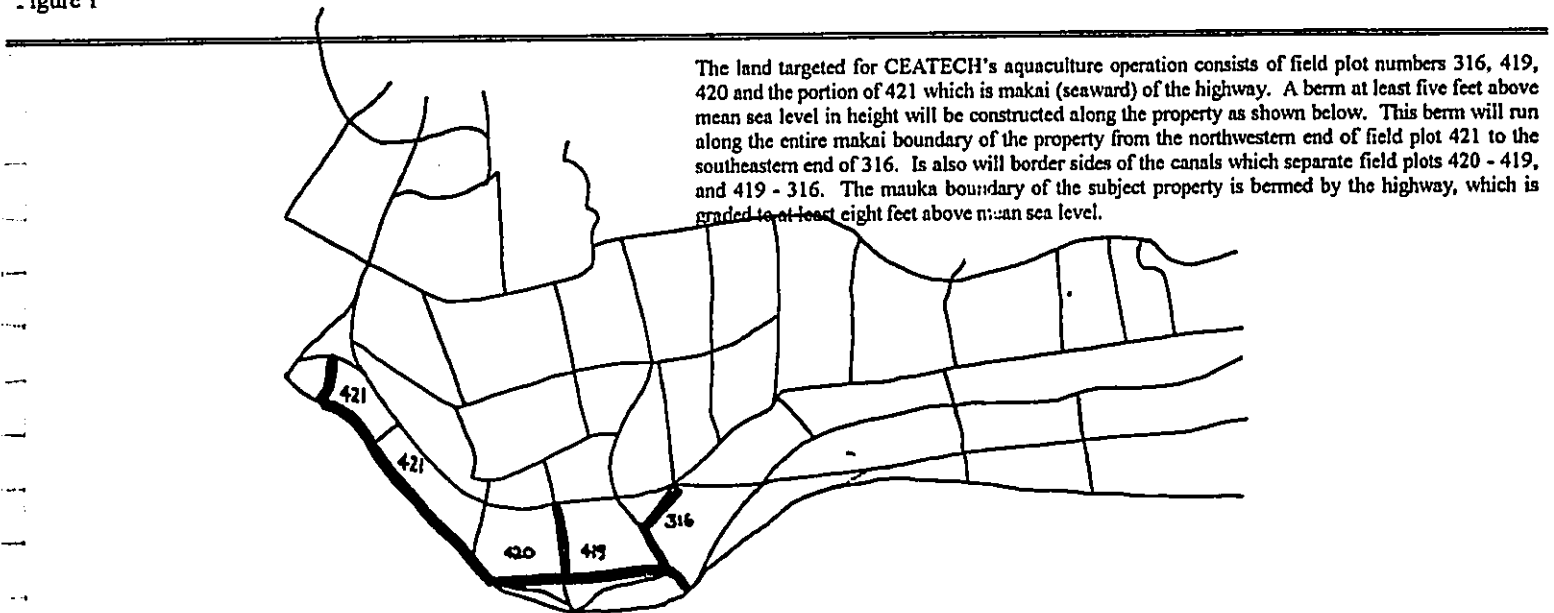 Figure 1
The land targeted for CEATECH's aquaculture operation consists of field plot numbers 316, 419,
420 and the portion of 421 which is makai (seaward) of the highway. A berm at least five feet above
mean sea level in height will be constructed along the property as shown below. This berm will run
along the entire makai boundary of the property from the northwestern end of field plot 421 to the
southeastern end of 316. Is also will border sides of the canals which separate field plots 420 - 419,
and 419 - 316. The mauka boundary of the subject property is bermed by the highway, which is
graded to at least eight feet above mean sea level.
421
421
316
420 419